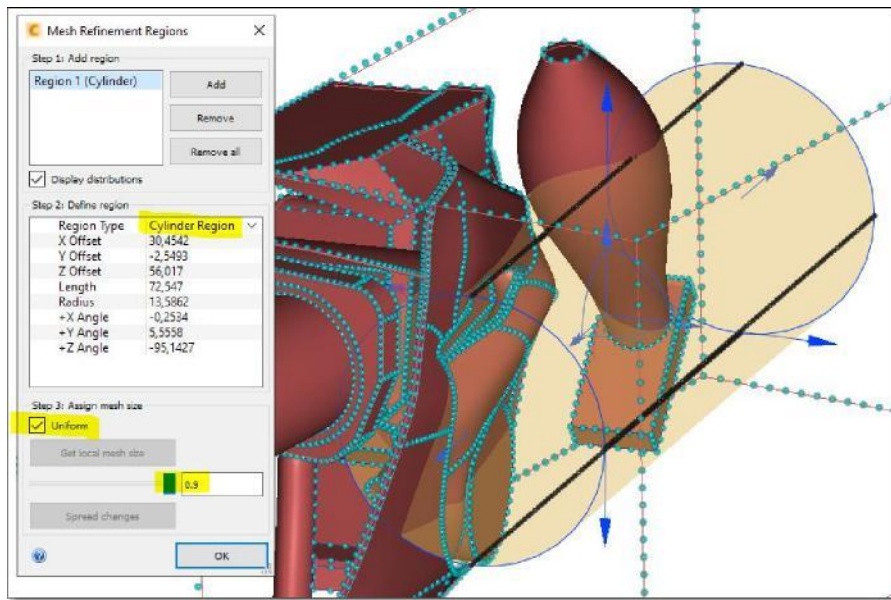 Mesh Refinement Regions
Step 1: Add region
Region 1 (Cylinder)
Add
Remove
Remove all
Display distributions
Step 2: Define region
Region Type Cylinder Region
X Offset 30,4542
Y Offset -2,5493
Z Offset 56,017
Length 72,547
Radius 13,5862
+X Angle -0,2534
+Y Angle 5,5558
+Z Angle -95,1427
Step 3: Assign mesh size
Uniform
Get local mesh size
0.9
Spread changes
OK